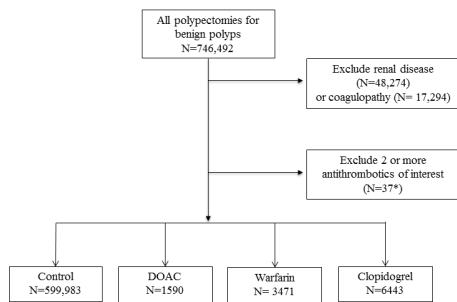 All polypectomies for
benign polyps
N=746,492
Exclude renal disease
(N=48,274)
or coagulopathy (N= 17,294)
Exclude 2 or more
antithrombotics of interest
(N=37*)
Control
N=599,983
DOAC
N=1590
Warfarin
N= 3471
Clopidogrel
N=6443